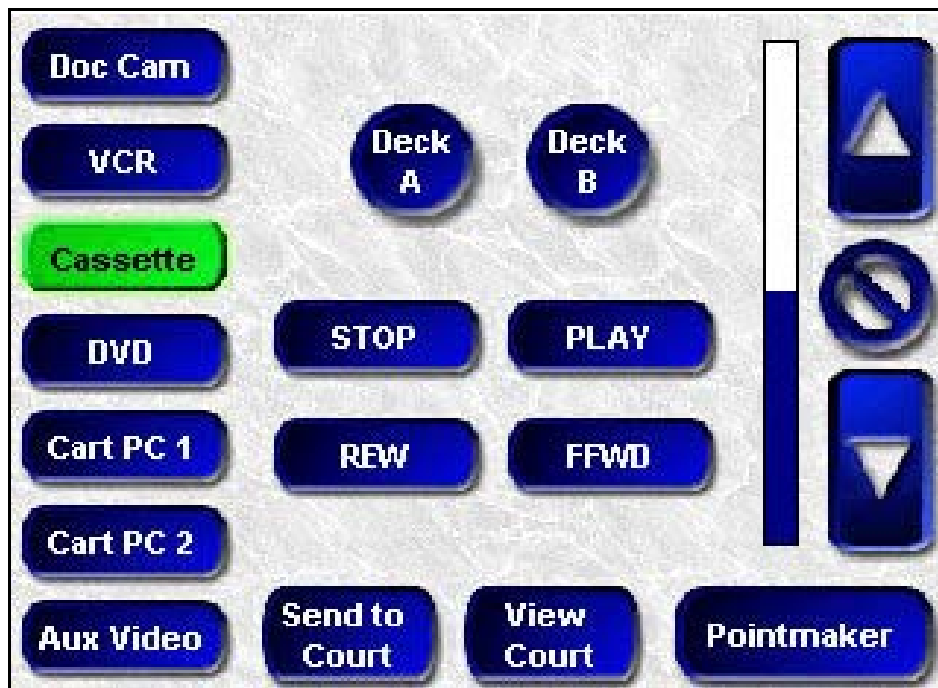 Doc Cam
VCR
Cassette
DVD
Cart PC 1
Cart PC 2
Aux Video
Deck
A
Deck
B
STOP
PLAY
REW
FFWD
Send to
Court
View
Court
Pointmaker